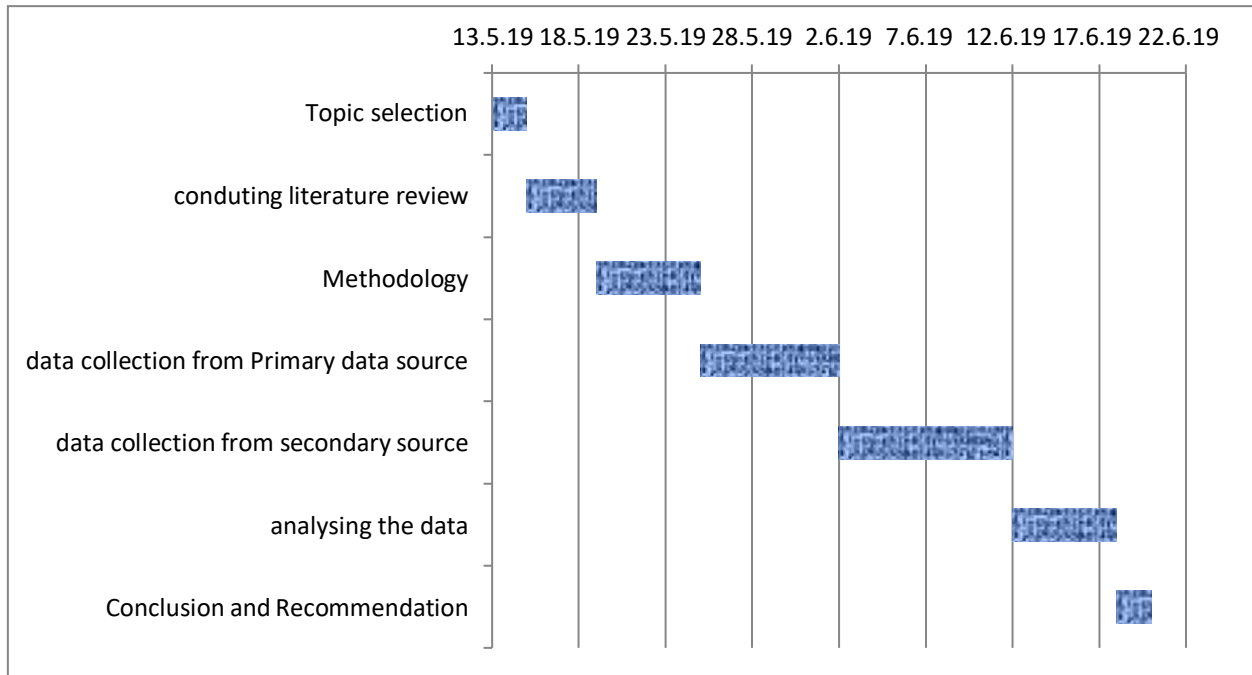 13.5.19 18.5.19 23.5.19 28.5.19 2.6.19 7.6.19 12.6.19 17.6.19 22.6.19
Topic selection
conduting literature review
Methodology
data collection from Primary data source
data collection from secondary source
analysing the data
Conclusion and Recommendation